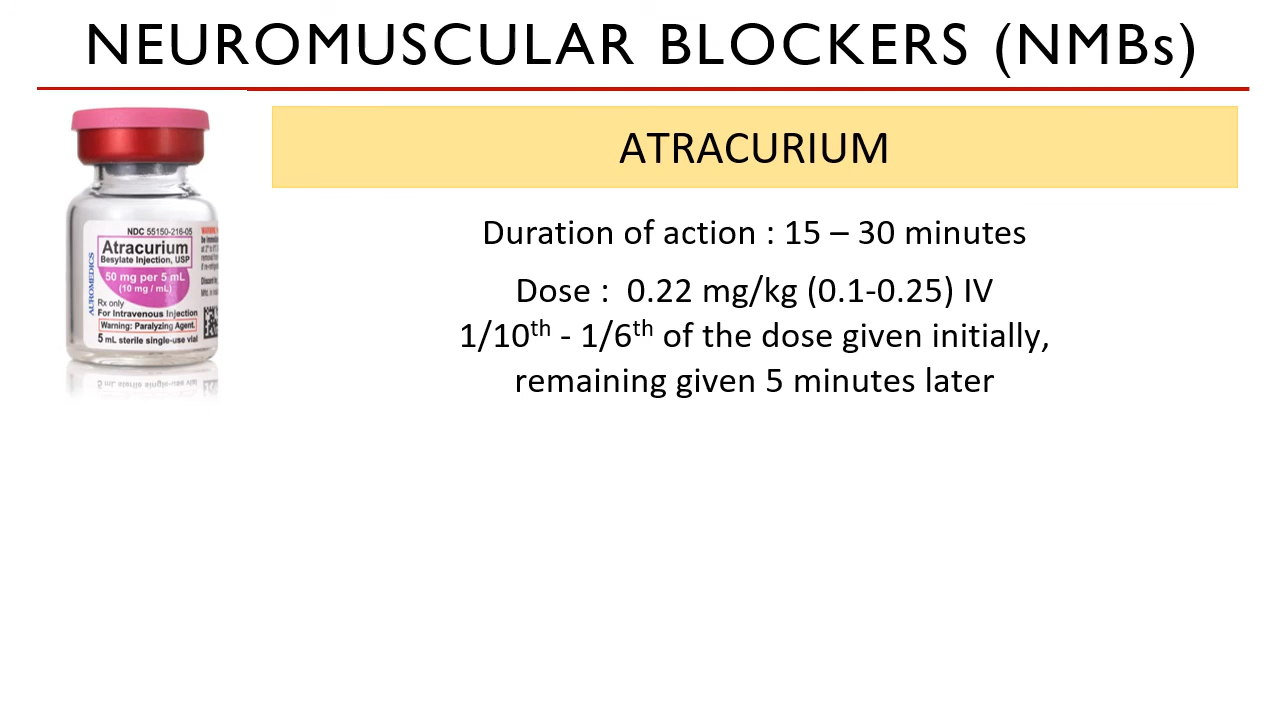 NEUROMUSCULAR BLOCKERS (NMBs)
ATRACURIUM
Duration of action : 15 – 30 minutes
Dose :  0.22 mg/kg (0.1-0.25) IV
1/10th - 1/6th of the dose given initially,
remaining given 5 minutes later
NDC 55150-216-05
Atracurium
Besylate Injection, USP
50 mg per 5 mL
(10 mg / mL)
Rx only
For Intravenous Injection
Warning: Paralyzing Agent.
5 mL sterile single-use vial
AUROMEDICS